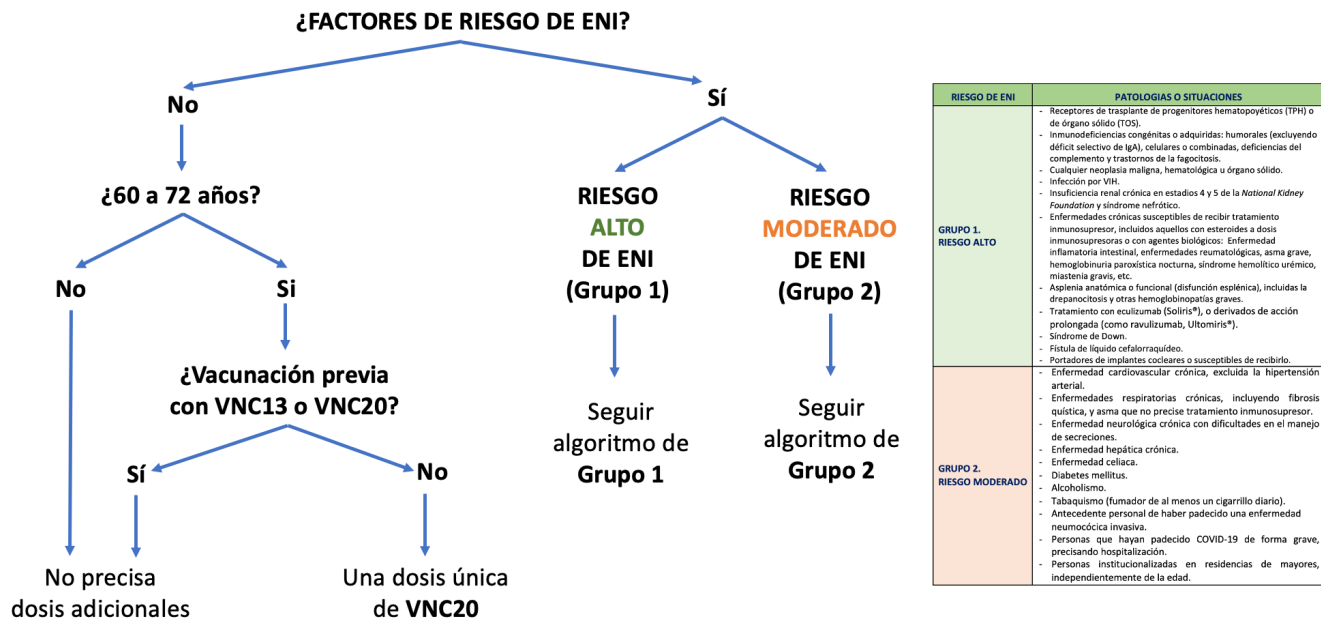 ¿FACTORES DE RIESGO DE ENI?
No
Sí
¿60 a 72 años?
No
Si
¿Vacunación previa
con VNC13 o VNC20?
Sí
No
No precisa
dosis adicionales
Una dosis única
de VNC20
RIESGO
ALTO
DE ENI
(Grupo 1)
Seguir
algoritmo de
Grupo 1
RIESGO
MODERADO
DE ENI
(Grupo 2)
Seguir
algoritmo de
Grupo 2
RIESGO DE ENI
PATOLOGIAS O SITUACIONES
GRUPO 1.
RIESGO ALTO
- Receptores de trasplante de progenitores hematopoyéticos (TPH) o
de órgano sólido (TOS).
- Inmunodeficiencias congénitas o adquiridas: humorales (excluyendo
déficit selectivo de IgA), celulares o combinadas, deficiencias del
complemento y trastornos de la fagocitosis.
- Cualquier neoplasia maligna, hematológica u órgano sólido.
- Infección por VIH.
- Insuficiencia renal crónica en estadios 4 y 5 de la National Kidney
Foundation y síndrome nefrótico.
- Enfermedades crónicas susceptibles de recibir tratamiento
inmunosupresor, incluidos aquellos con esteroides a dosis
inmunosupresoras o con agentes biológicos: Enfermedad
inflamatoria intestinal, enfermedades reumatológicas, asma grave,
hemoglobinuria paroxística nocturna, síndrome hemolítico urémico,
miastenia gravis, etc.
- Asplenia anatómica o funcional (disfunción esplénica), incluidas la
drepanocitosis y otras hemoglobinopatías graves.
- Tratamiento con eculizumab (Soliris®), o derivados de acción
prolongada (como ravulizumab, Ultomiris®).
- Síndrome de Down.
- Fístula de líquido cefalorraquídeo.
- Portadores de implantes cocleares o susceptibles de recibirlo.
GRUPO 2.
RIESGO MODERADO
- Enfermedad cardiovascular crónica, excluida la hipertensión
arterial.
- Enfermedades respiratorias crónicas, incluyendo fibrosis
quística, y asma que no precise tratamiento inmunosupresor.
- Enfermedad neurológica crónica con dificultades en el manejo
de secreciones.
- Enfermedad hepática crónica.
- Enfermedad celiaca.
- Diabetes mellitus.
- Alcoholismo.
- Tabaquismo (fumador de al menos un cigarrillo diario).
- Antecedente personal de haber padecido una enfermedad
neumocócica invasiva.
- Personas que hayan padecido COVID-19 de forma grave,
precisando hospitalización.
- Personas institucionalizadas en residencias de mayores,
independientemente de la edad.